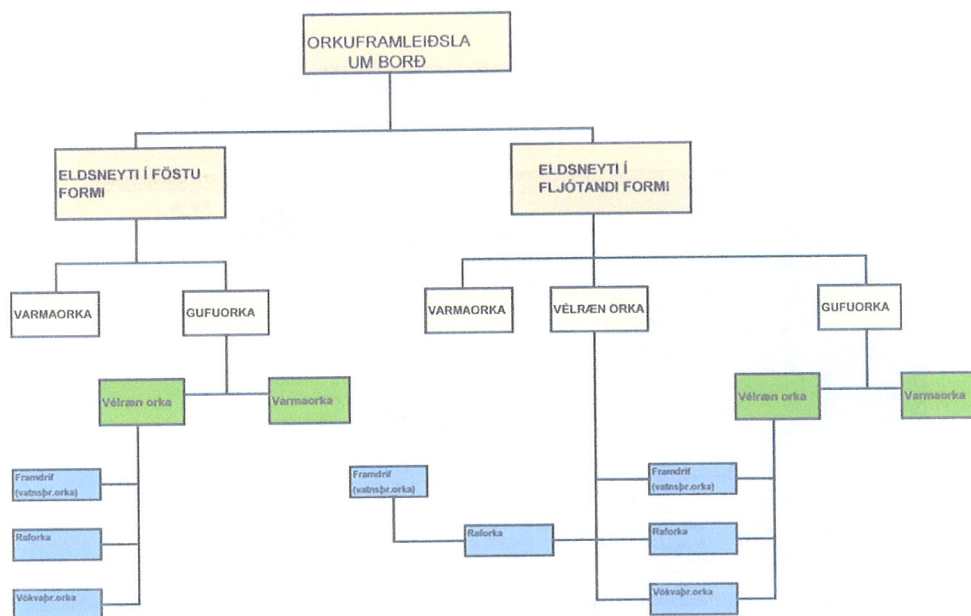 ORKUFRAMLEIÐSLA
UM BORÐ
ELDSNEYTI Í FÖSTU
FORMI
ELDSNEYTI Í
FLJÓTANDI FORMI
VARMAORKA
GUFUORKA
VARMAORKA
VÉLRÆN ORKA
GUFUORKA
Vélræn orka
Varmaorka
Vélræn orka
Varmaorka
Framdrif
(vatnsþr.orka)
Framdrif
(vatnsþr.orka)
Framdrif
(vatnsþr.orka)
Raforka
Raforka
Raforka
Vökvaþr.orka
Vökvaþr.orka